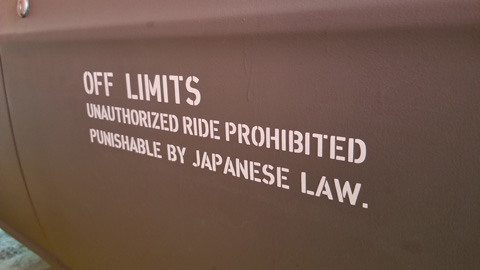 OFF LIMITS
UNAUTHORIZED RIDE PROHIBITED
PUNISHABLE BY JAPANESE LAW.